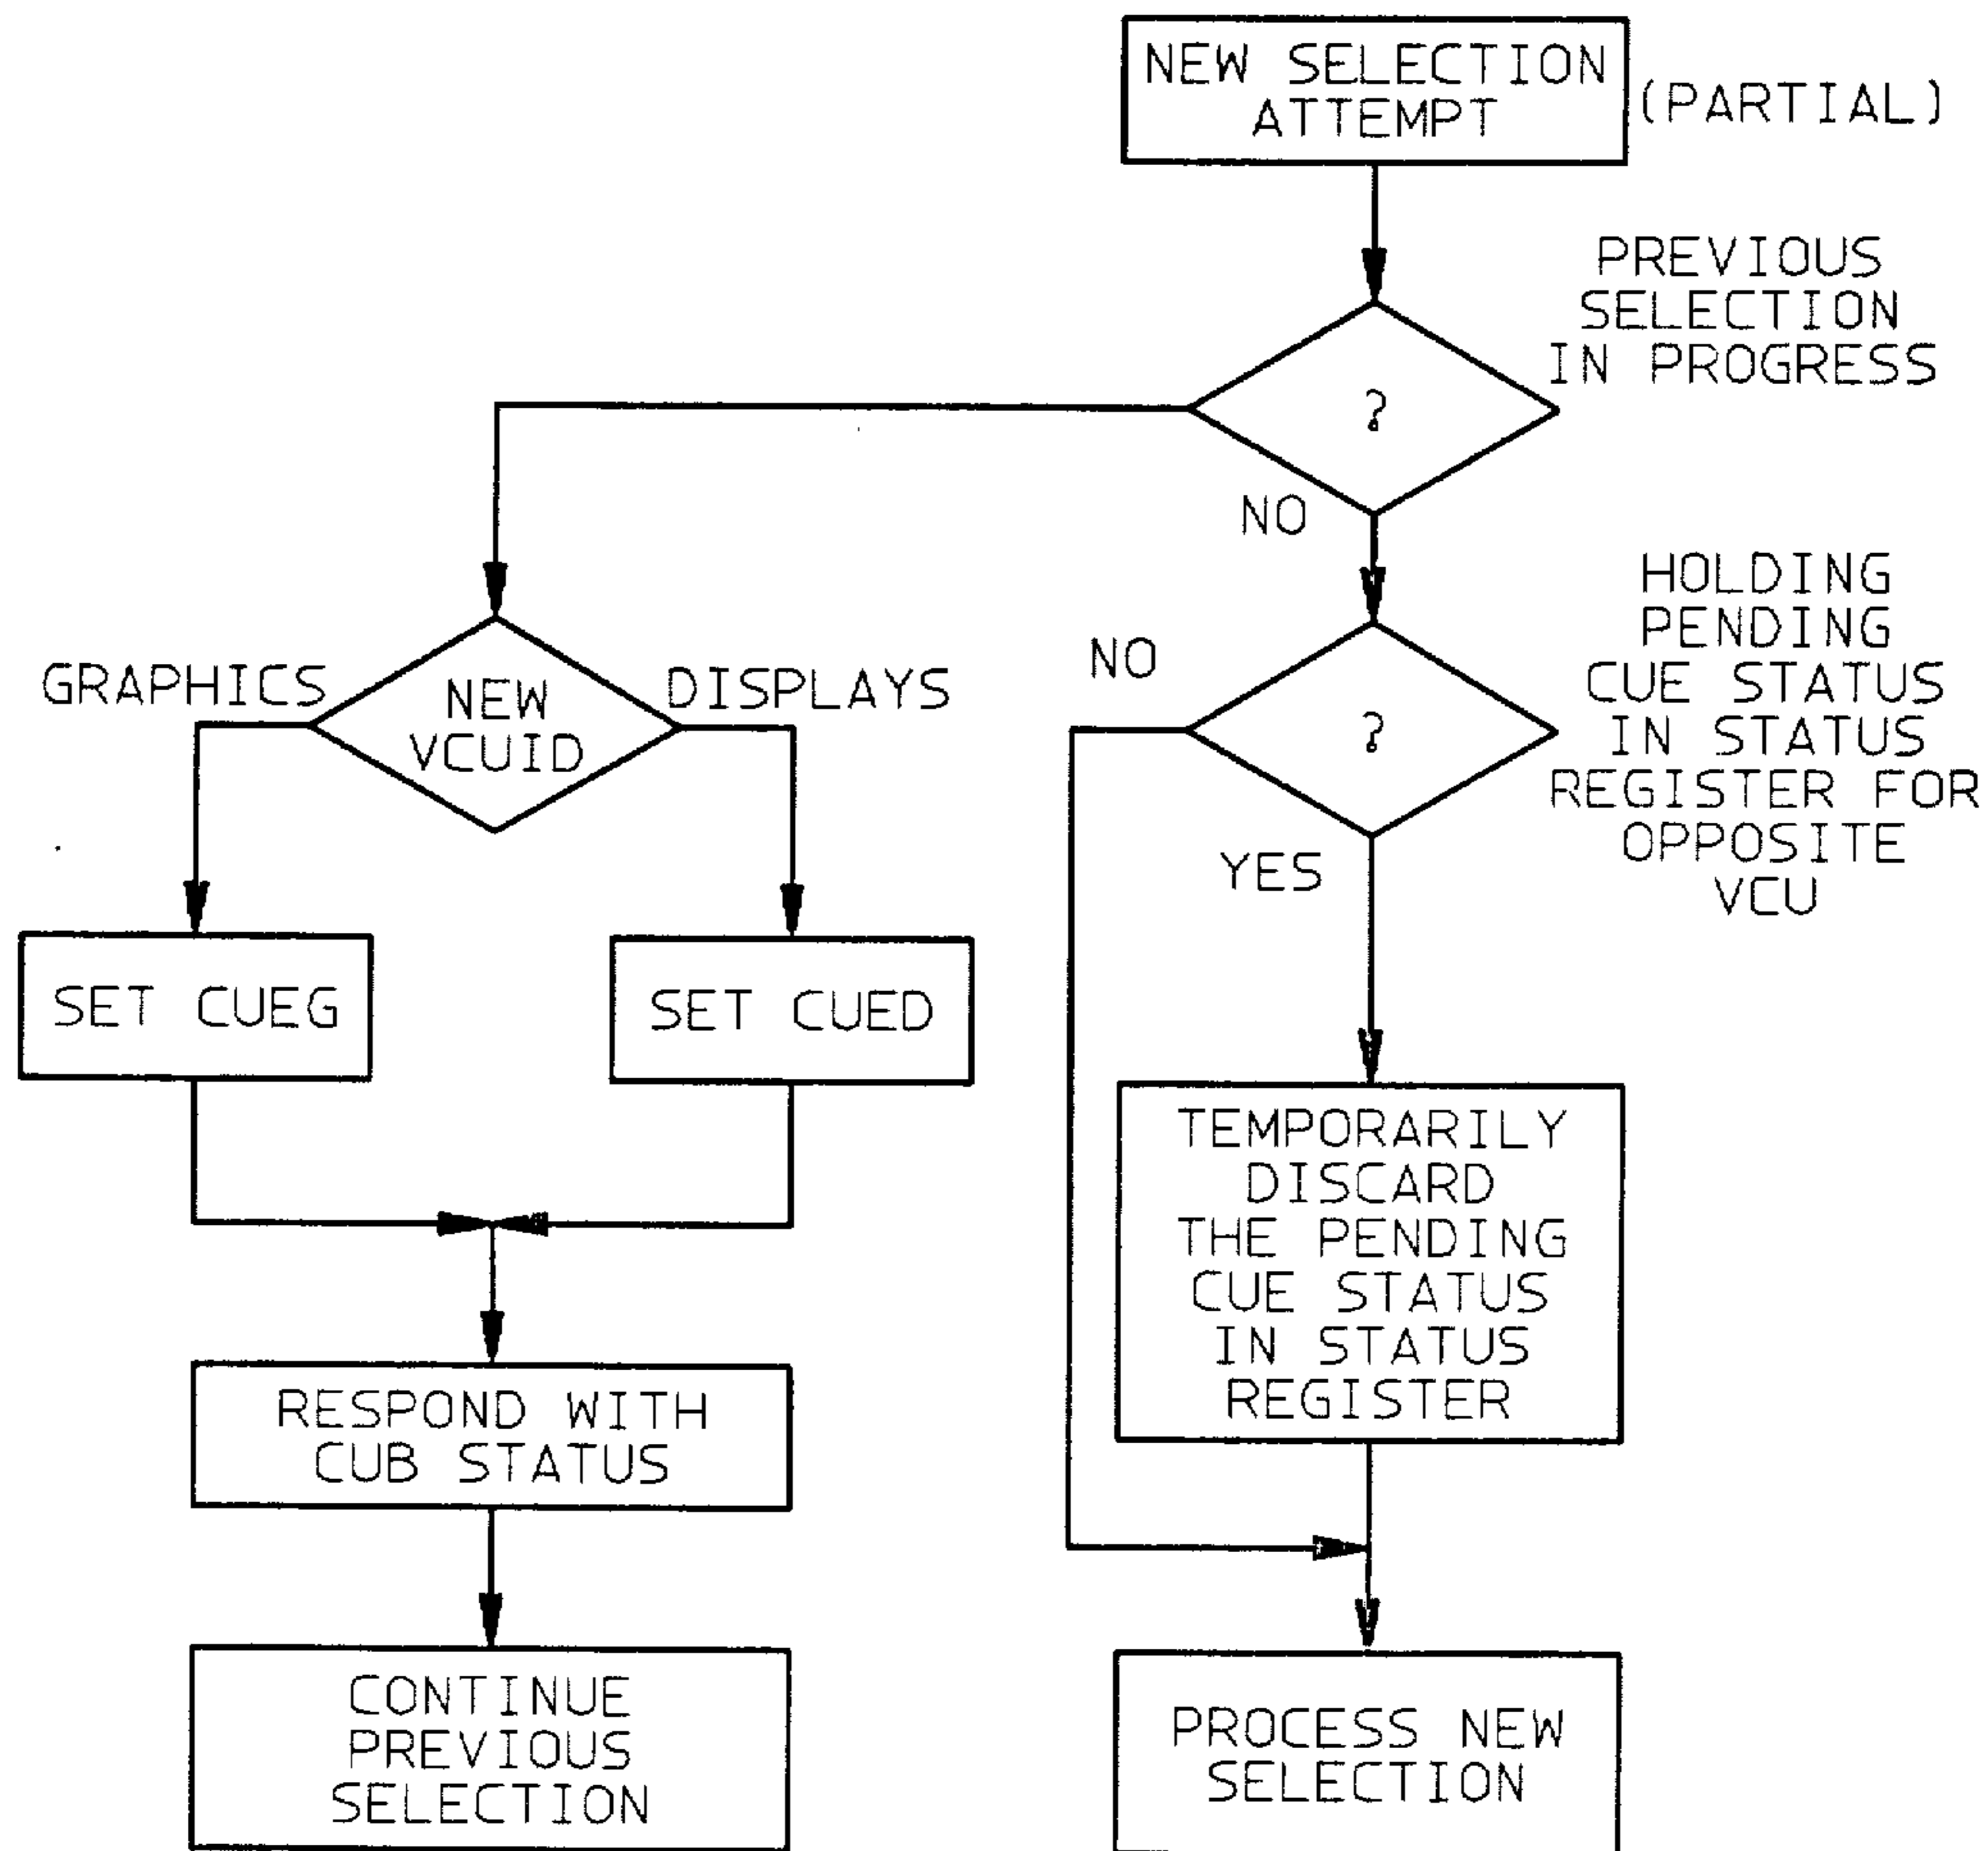 NEW SELECTION
ATTEMPT
(PARTIAL)
PREVIOUS
SELECTION
IN PROGRESS
?
NO
HOLDING
PENDING
CUE STATUS
IN STATUS
REGISTER FOR
OPPOSITE
VCU
NO
?
YES
GRAPHICS
NEW
VCUID
DISPLAYS
SET CUEG
SET CUED
TEMPORARILY
DISCARD
THE PENDING
CUE STATUS
IN STATUS
REGISTER
RESPOND WITH
CUB STATUS
CONTINUE
PREVIOUS
SELECTION
PROCESS NEW
SELECTION